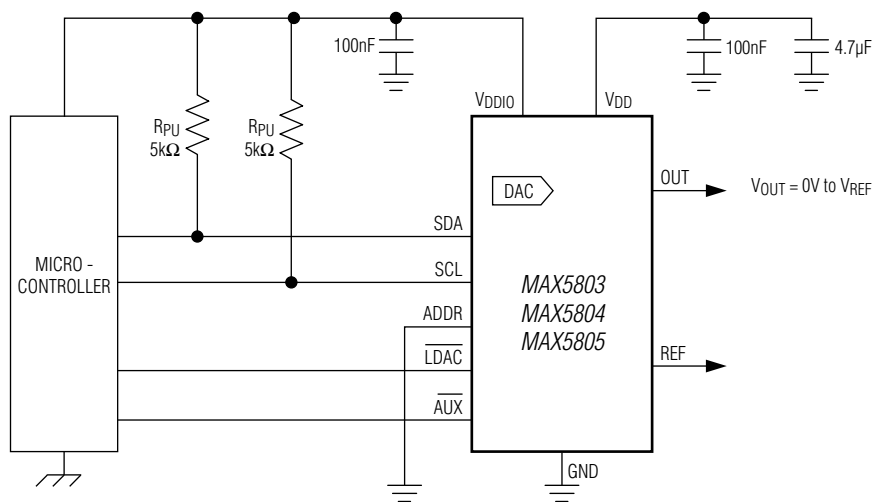 100nF
100nF
4.7µF
RPU
5kΩ
RPU
5kΩ
VDDIO
VDD
DAC
OUT
VOUT = 0V to VREF
SDA
MICRO -
CONTROLLER
SCL
MAX5803
MAX5804
MAX5805
ADDR
LDAC
REF
AUX
GND